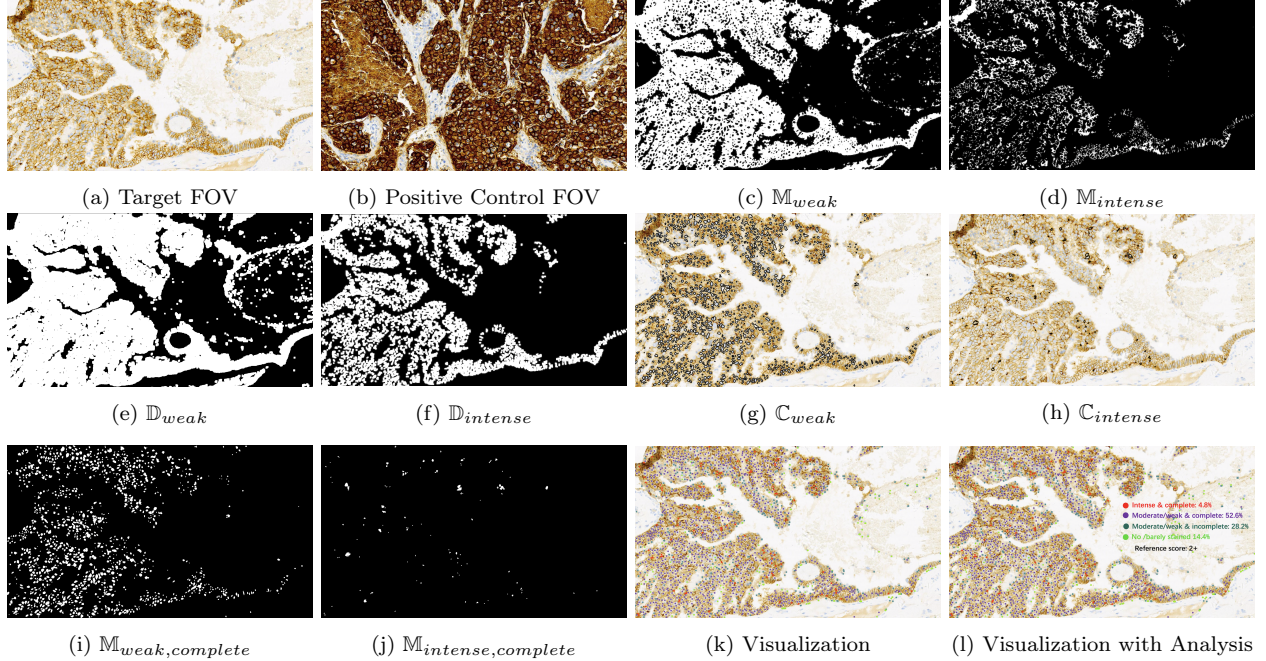 (a) Target FOV
(b) Positive Control FOV
(c) 𝕄weak
(d) 𝕄intense
(e) 𝔻weak
(f) 𝔻intense
(g) ℂweak
(h) ℂintense
Intense & complete: 4.8%
Moderate/weak & complete: 52.6%
Moderate/weak & incomplete: 28.2%
No /barely stained 14.4%
Reference score: 2+
(i) 𝕄weak,complete
(j) 𝕄intense,complete
(k) Visualization
(l) Visualization with Analysis